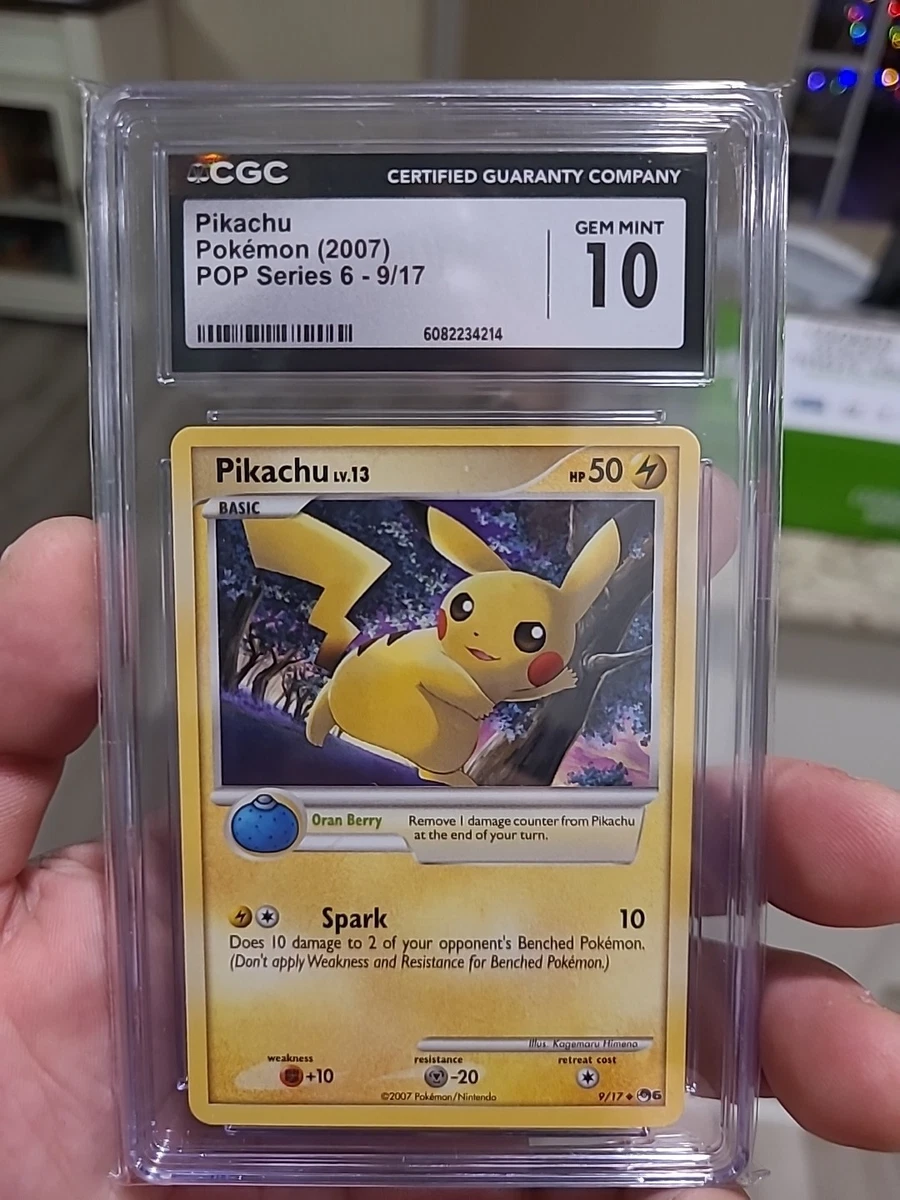 CGC CERTIFIED GUARANTY COMPANY
Pikachu
Pokémon (2007)
POP Series 6 - 9/17
GEM MINT
10
6082234214
Pikachu LV.13 HP 50
BASIC
Oran Berry Remove 1 damage counter from Pikachu
at the end of your turn.
Spark 10
Does 10 damage to 2 of your opponent's Benched Pokémon.
(Don't apply Weakness and Resistance for Benched Pokémon.)
Illus. Kagemaru Himeno
weakness resistance retreat cost
+10 -20
©2007 Pokémon/Nintendo 9/17 6